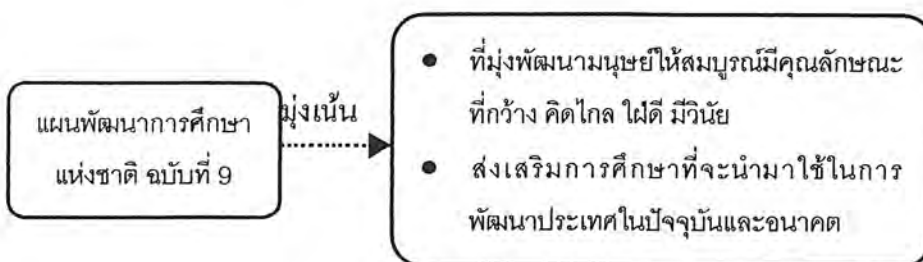 แผนพัฒนาการศึกษา
แห่งชาติ ฉบับที่ 9
มุ่งเน้น
● ที่มุ่งพัฒนามนุษย์ให้สมบูรณ์มีคุณลักษณะ
ที่กว้าง คิดไกล ใฝ่ดี มีวินัย
● ส่งเสริมการศึกษาที่จะนำมาใช้ในการ
พัฒนาประเทศในปัจจุบันและอนาคต